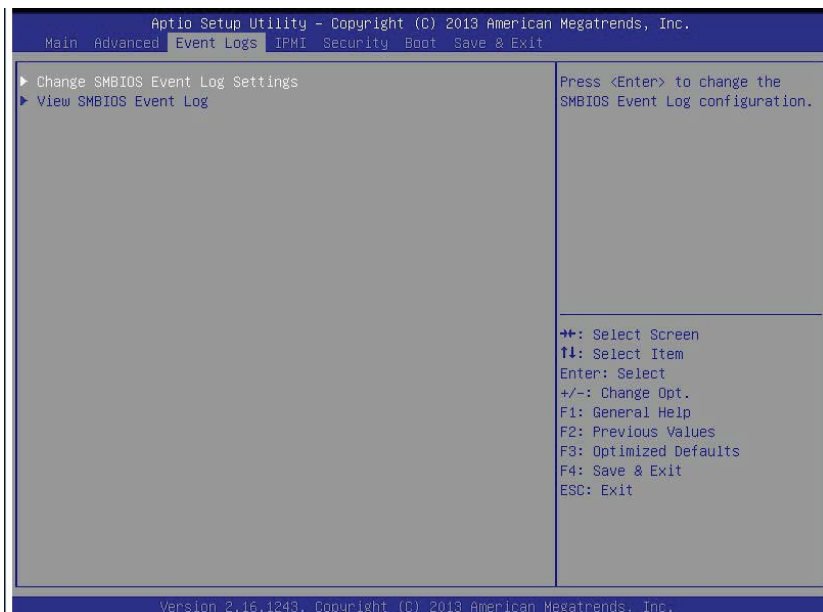 Aptio Setup Utility – Copyright (C) 2013 American Megatrends, Inc.
Main Advanced Event Logs IPMI Security Boot Save & Exit
▶ Change SMBIOS Event Log Settings
▶ View SMBIOS Event Log
Press <Enter> to change the
SMBIOS Event Log configuration.
→←: Select Screen
↑↓: Select Item
Enter: Select
+/-: Change Opt.
F1: General Help
F2: Previous Values
F3: Optimized Defaults
F4: Save & Exit
ESC: Exit
Version 2.16.1243. Copyright (C) 2013 American Megatrends, Inc.